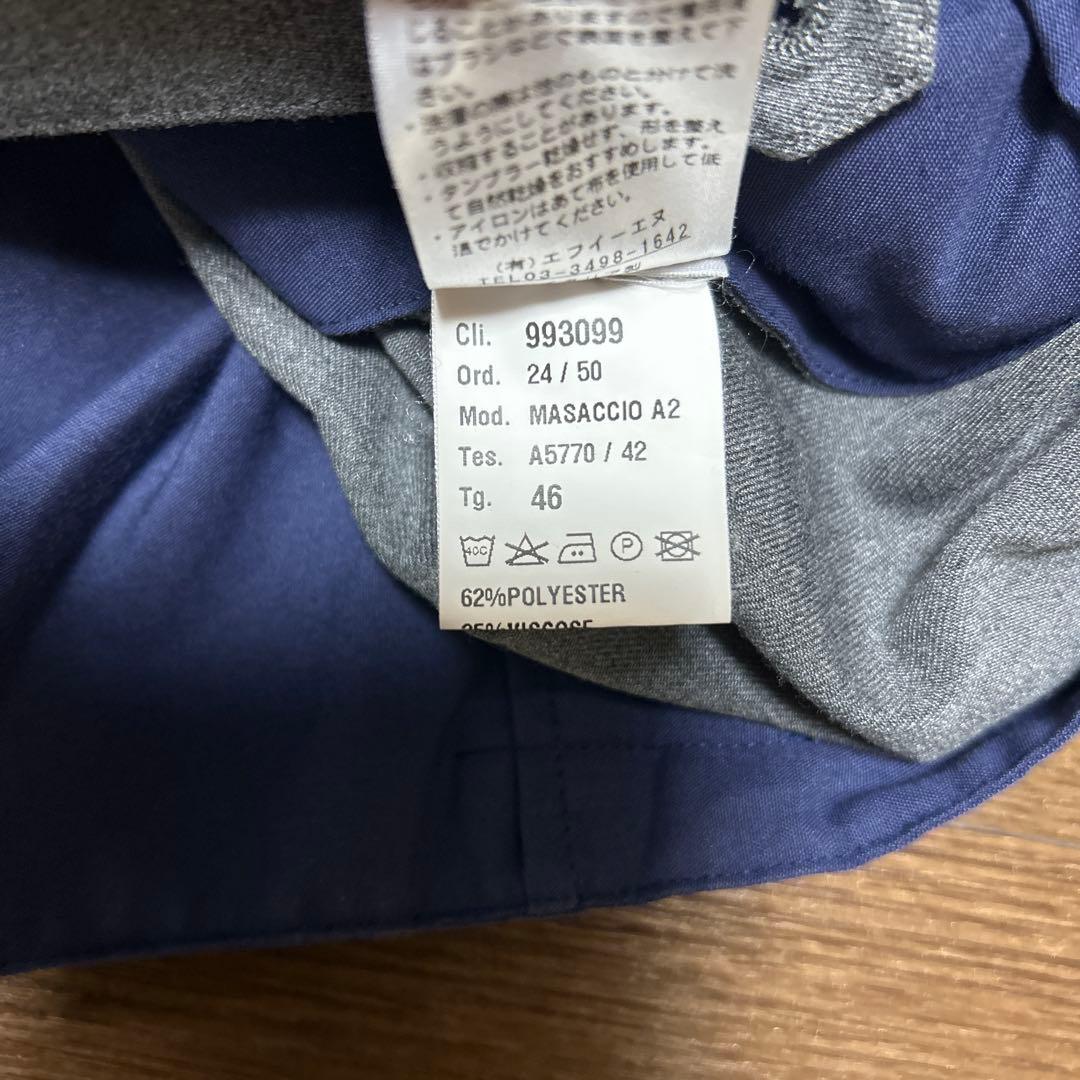 じることがありますので着用後
はブラシなどで表面を整えて下
さい。
・洗濯の際は他のものと分けて洗
うようにしてください。
・収縮することがあります。
・タンブラー乾燥せず、形を整え
て自然乾燥をおすすめします。
・アイロンはあて布を使用して低
温でかけてください。
(有)エフイーエヌ
TEL03-3498-1642
Cli. 993099
Ord. 24 / 50
Mod. MASACCIO A2
Tes. A5770 / 42
Tg. 46
40C P
62%POLYESTER
35%VISCOSE